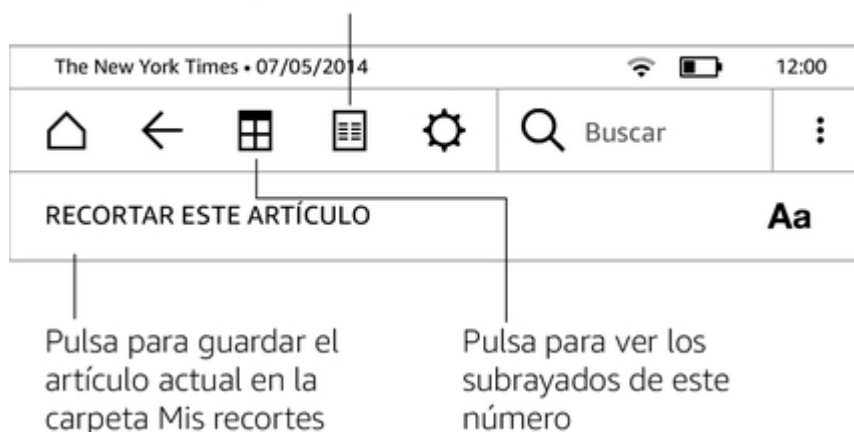 The New York Times • 07/05/2014 12:00
Buscar
RECORTAR ESTE ARTÍCULO Aa
Pulsa para guardar el
artículo actual en la
carpeta Mis recortes
Pulsa para ver los
subrayados de este
número